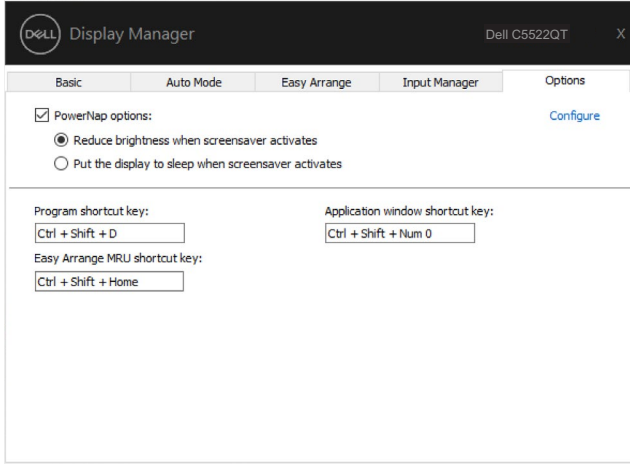 DELL Display Manager Dell C5522QT X
Basic Auto Mode Easy Arrange Input Manager Options
PowerNap options: Configure
Reduce brightness when screensaver activates
Put the display to sleep when screensaver activates
Program shortcut key: Application window shortcut key:
Ctrl + Shift + D Ctrl + Shift + Num 0
Easy Arrange MRU shortcut key:
Ctrl + Shift + Home